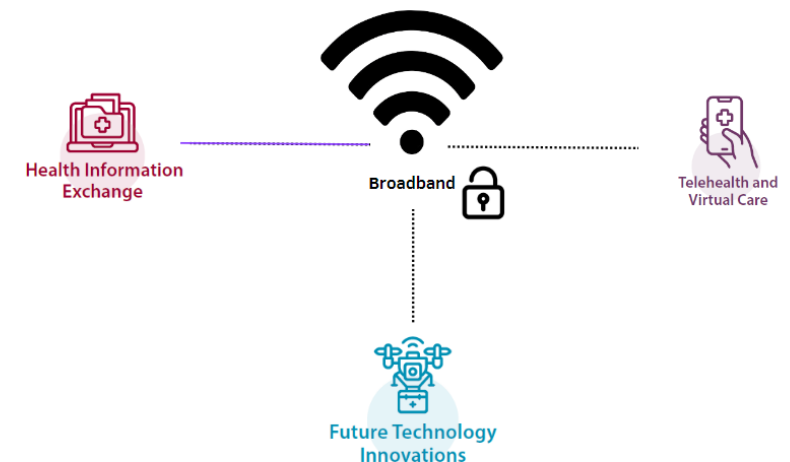 Health Information
Exchange
Broadband
Telehealth and
Virtual Care
Future Technology
Innovations